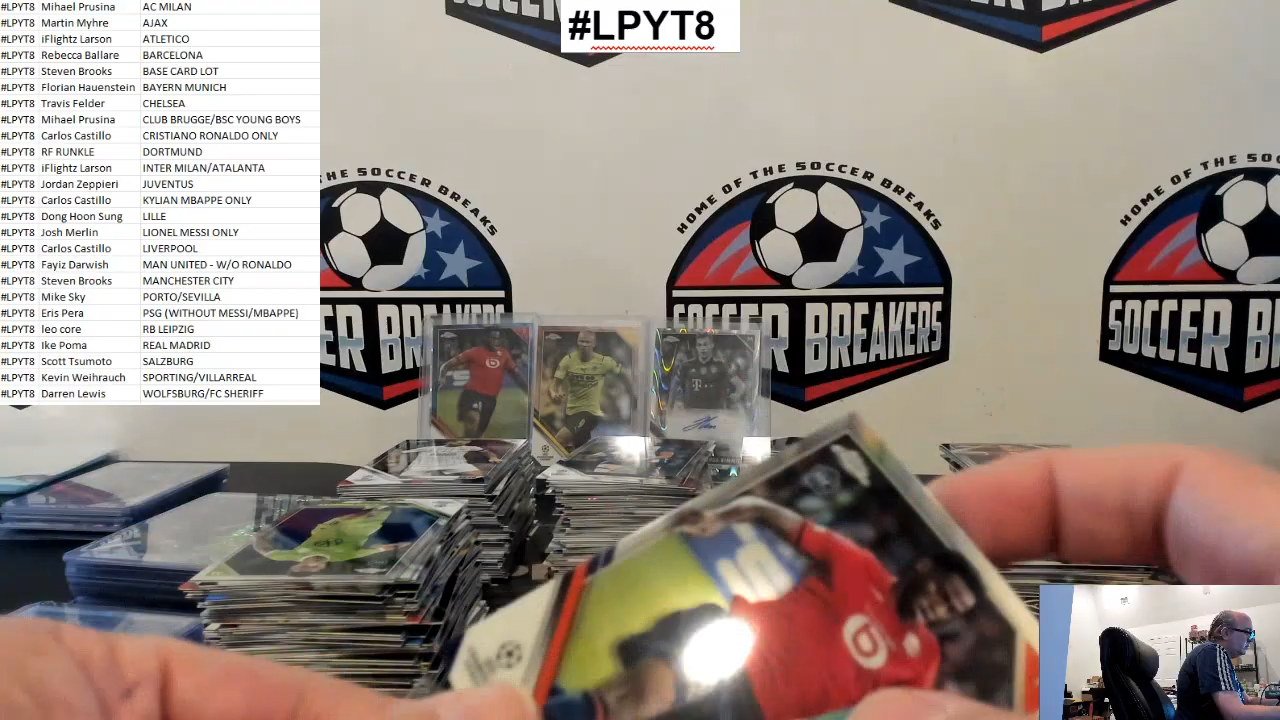 #LPYT8 Mihael Prusina AC MILAN
#LPYT8 Martin Myhre AJAX
#LPYT8 iFlightz Larson ATLETICO
#LPYT8 Rebecca Ballare BARCELONA
#LPYT8 Steven Brooks BASE CARD LOT
#LPYT8 Florian Hauenstein BAYERN MUNICH
#LPYT8 Travis Felder CHELSEA
#LPYT8 Mihael Prusina CLUB BRUGGE/BSC YOUNG BOYS
#LPYT8 Carlos Castillo CRISTIANO RONALDO ONLY
#LPYT8 RF RUNKLE DORTMUND
#LPYT8 iFlightz Larson INTER MILAN/ATALANTA
#LPYT8 Jordan Zeppieri JUVENTUS
#LPYT8 Carlos Castillo KYLIAN MBAPPE ONLY
#LPYT8 Dong Hoon Sung LILLE
#LPYT8 Josh Merlin LIONEL MESSI ONLY
#LPYT8 Carlos Castillo LIVERPOOL
#LPYT8 Fayiz Darwish MAN UNITED - W/O RONALDO
#LPYT8 Steven Brooks MANCHESTER CITY
#LPYT8 Mike Sky PORTO/SEVILLA
#LPYT8 Eris Pera PSG (WITHOUT MESSI/MBAPPE)
#LPYT8 leo core RB LEIPZIG
#LPYT8 Ike Poma REAL MADRID
#LPYT8 Scott Tsumoto SALZBURG
#LPYT8 Kevin Weihrauch SPORTING/VILLARREAL
#LPYT8 Darren Lewis WOLFSBURG/FC SHERIFF
#LPYT8
HE SOCCER BREAKS
ER BREAKERS
HOME OF THE SOCCER BREAKS
SOCCER BREAKERS
HOME OF THE SO
SOCCER BR